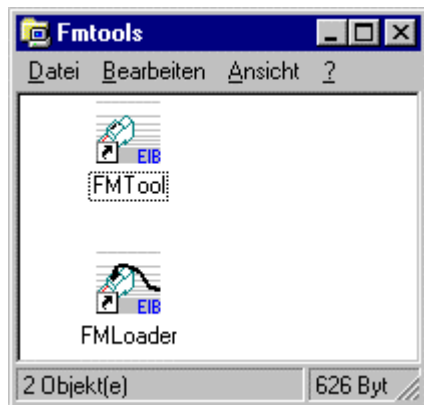 Fmtools
Datei Bearbeiten Ansicht ?
EIB
FMTool
EIB
FMLoader
2 Objekt(e) 626 Byt